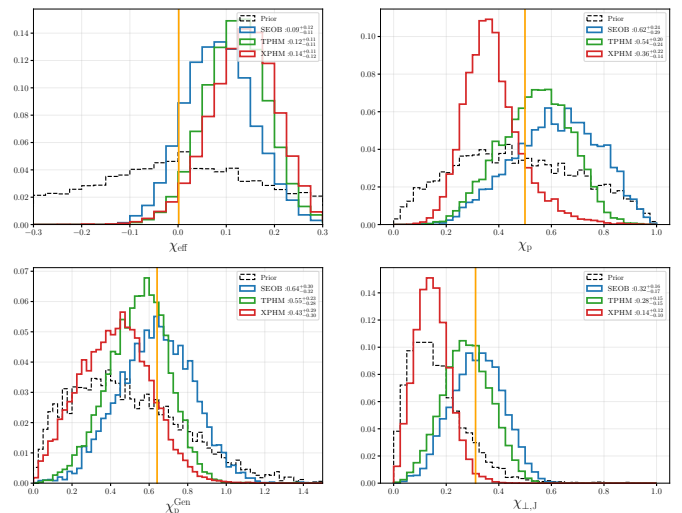 0.14
0.12
0.10
0.08
0.06
0.04
0.02
0.00
−0.3 −0.2 −0.1 0.0 0.1 0.2 0.3
χeff
Prior
SEOB :0.09+0.12−0.11
TPHM :0.12+0.11−0.11
XPHM :0.14+0.11−0.12
0.10
0.08
0.06
0.04
0.02
0.00
0.0 0.2 0.4 0.6 0.8 1.0
χp
Prior
SEOB :0.62+0.24−0.29
TPHM :0.54+0.20−0.24
XPHM :0.36+0.22−0.14
0.07
0.06
0.05
0.04
0.03
0.02
0.01
0.00
0.0 0.2 0.4 0.6 0.8 1.0 1.2 1.4
χpGen
Prior
SEOB :0.64+0.30−0.32
TPHM :0.55+0.23−0.28
XPHM :0.43+0.29−0.30
0.14
0.12
0.10
0.08
0.06
0.04
0.02
0.00
0.0 0.2 0.4 0.6 0.8 1.0
χ⊥,J
Prior
SEOB :0.32+0.16−0.17
TPHM :0.28+0.15−0.15
XPHM :0.14+0.12−0.10